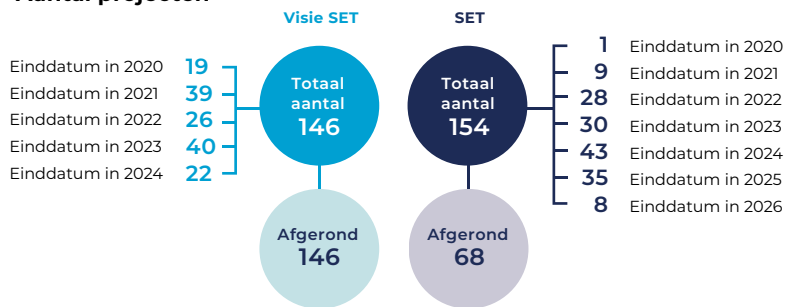 Aantal projecten
Visie SET
SET
Einddatum in 2020 19
Einddatum in 2021 39
Einddatum in 2022 26
Einddatum in 2023 40
Einddatum in 2024 22
Totaal
aantal
146
Afgerond
146
Totaal
aantal
154
Afgerond
68
1 Einddatum in 2020
9 Einddatum in 2021
28 Einddatum in 2022
30 Einddatum in 2023
43 Einddatum in 2024
35 Einddatum in 2025
8 Einddatum in 2026